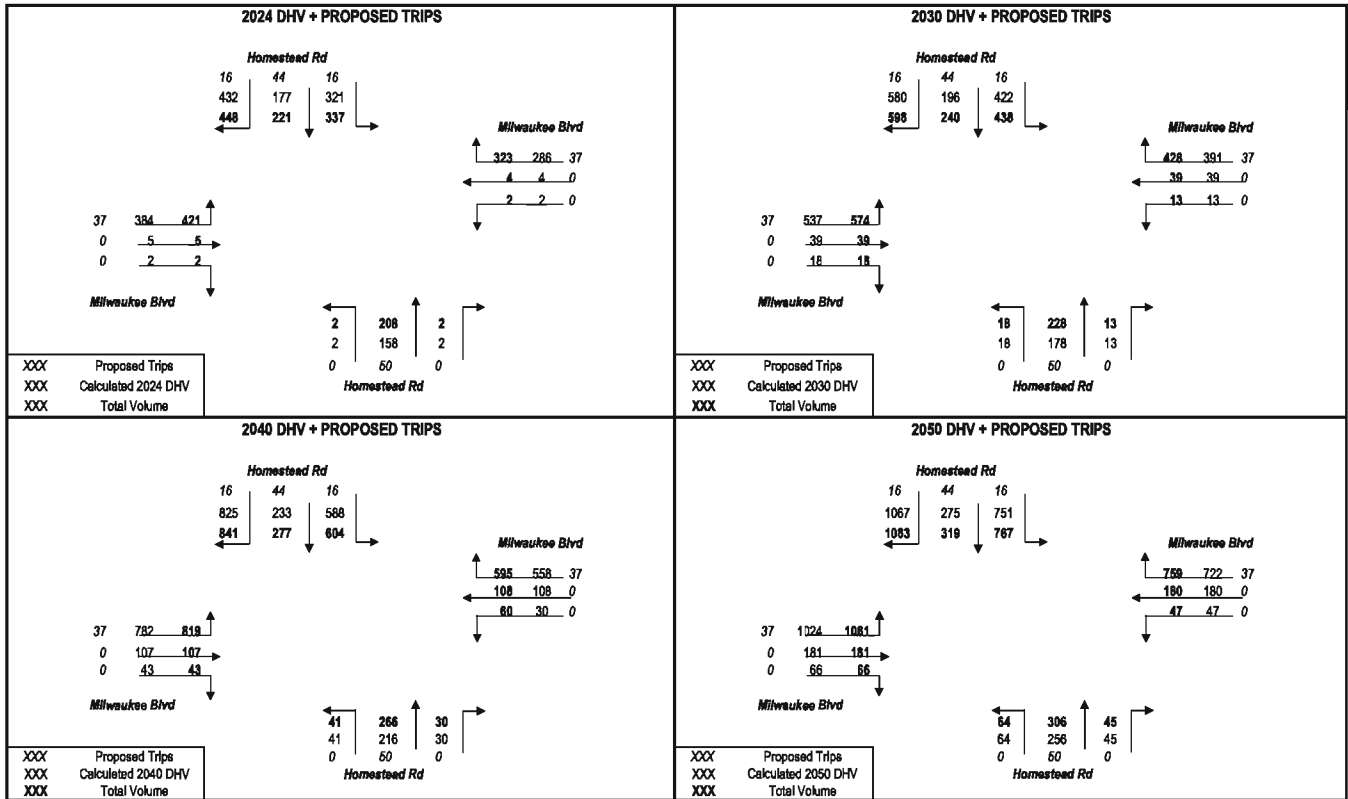 2024 DHV + PROPOSED TRIPS
Homestead Rd
16 44 16
432 177 321
448 221 337
Milwaukee Blvd
323 286 37
4 4 0
2 2 0
37 384 421
0 5 5
0 2 2
Milwaukee Blvd
2 208 2
2 158 2
0 50 0
Homestead Rd
XXX Proposed Trips
XXX Calculated 2024 DHV
XXX Total Volume
2030 DHV + PROPOSED TRIPS
Homestead Rd
16 44 16
580 196 422
596 240 438
Milwaukee Blvd
428 391 37
39 39 0
13 13 0
37 537 574
0 39 39
0 18 18
Milwaukee Blvd
18 228 13
18 178 13
0 50 0
Homestead Rd
XXX Proposed Trips
XXX Calculated 2030 DHV
XXX Total Volume
2040 DHV + PROPOSED TRIPS
Homestead Rd
16 44 16
825 233 588
841 277 604
Milwaukee Blvd
595 558 37
108 108 0
60 30 0
37 782 819
0 107 107
0 43 43
Milwaukee Blvd
41 266 30
41 216 30
0 50 0
Homestead Rd
XXX Proposed Trips
XXX Calculated 2040 DHV
XXX Total Volume
2050 DHV + PROPOSED TRIPS
Homestead Rd
16 44 16
1067 275 751
1083 319 767
Milwaukee Blvd
759 722 37
180 180 0
47 47 0
37 1024 1061
0 181 181
0 66 66
Milwaukee Blvd
64 306 45
64 256 45
0 50 0
Homestead Rd
XXX Proposed Trips
XXX Calculated 2050 DHV
XXX Total Volume